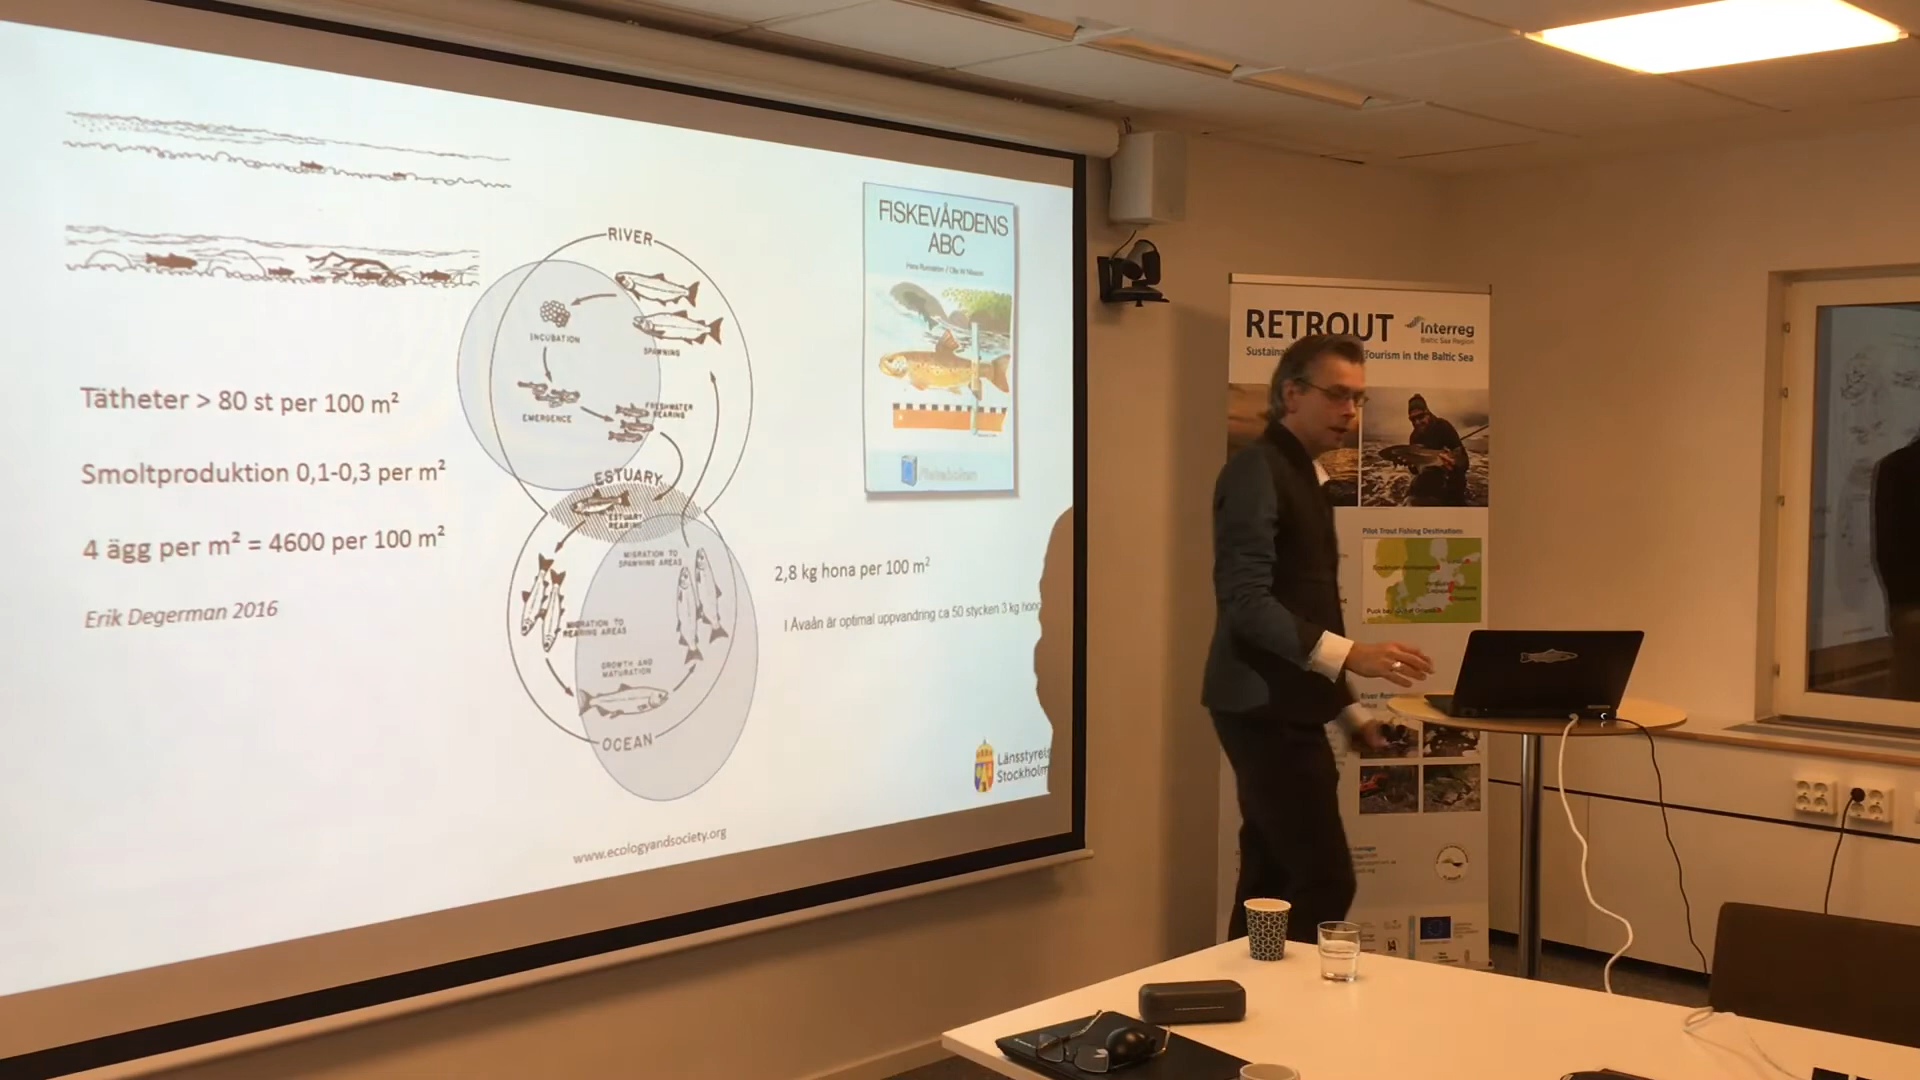 Tätheter > 80 st per 100 m²
Smoltproduktion 0,1-0,3 per m²
4 ägg per m² = 4600 per 100 m²
Erik Degerman 2016
RIVER
INCUBATION
SPAWNING
EMERGENCE
FRESHWATER
REARING
ESTUARY
ESTUARY
REARING
MIGRATION TO
SPAWNING AREAS
MIGRATION TO
REARING AREAS
GROWTH AND
MATURATION
OCEAN
www.ecologyandsociety.org
FISKEVÅRDENS
ABC
2,8 kg hona per 100 m²
I Åvaån är optimal uppvandring ca 50 stycken 3 kg
Länsstyrels
Stockholm
RETROUT
Interreg
Baltic Sea Region
Sustaina Tourism in the Baltic Sea
Pilot Trout Fishing Destinations
River